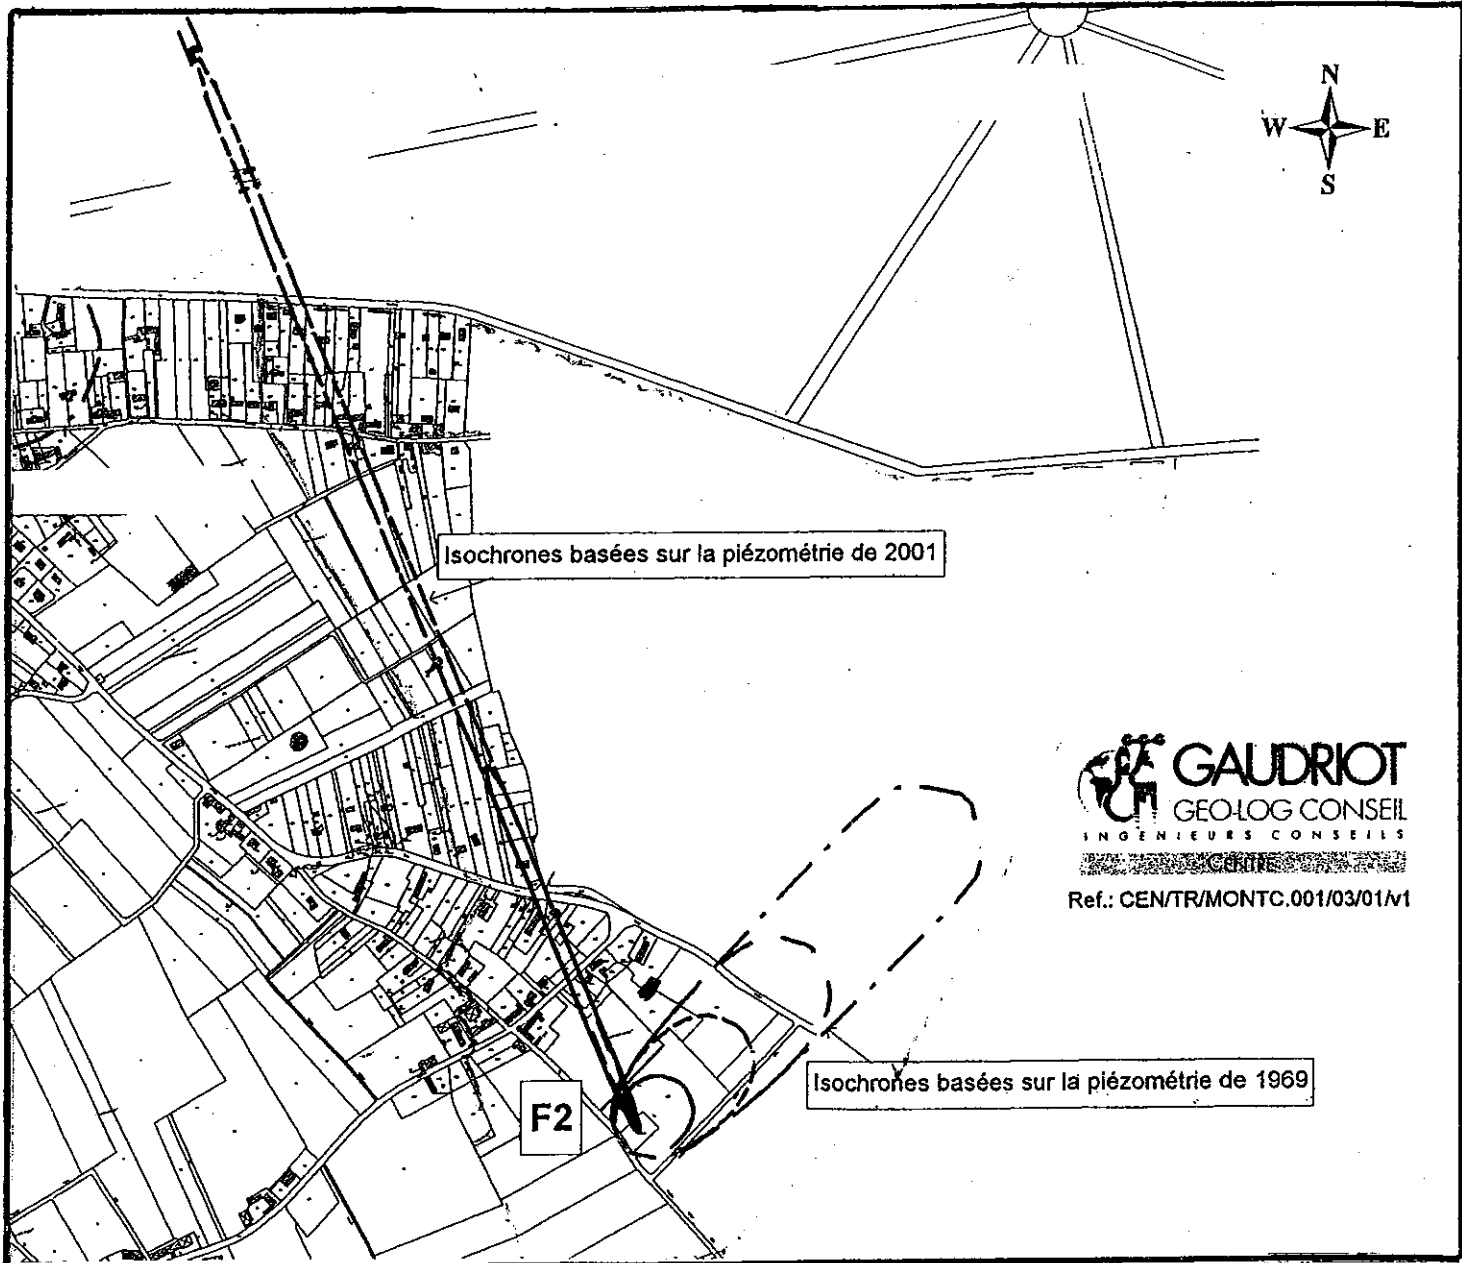 N
W E
S
Isochrones basées sur la piézométrie de 2001
GAUDRIOT
GEO-LOG CONSEIL
INGENIEURS CONSEILS
CENTRE
Ref.: CEN/TR/MONTC.001/03/01/v1
Isochrones basées sur la piézométrie de 1969
F2